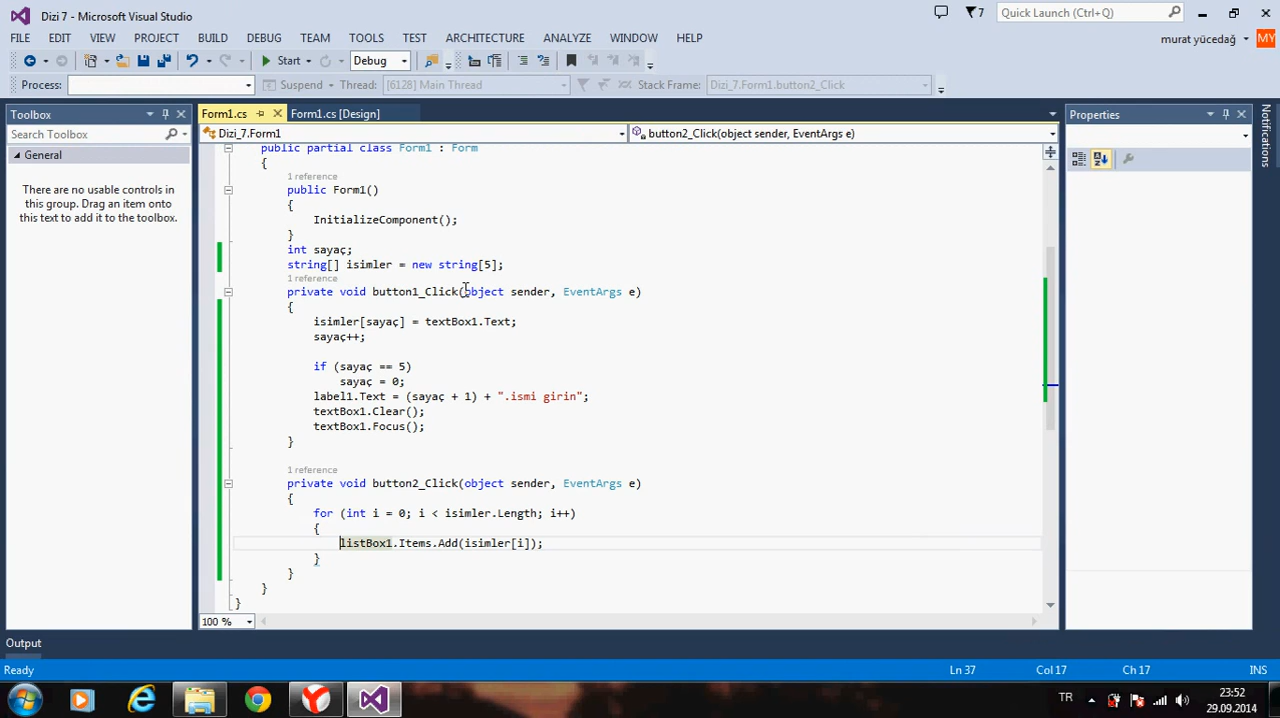 Dizi 7 - Microsoft Visual Studio
7
Quick Launch (Ctrl+Q)
FILE EDIT VIEW PROJECT BUILD DEBUG TEAM TOOLS TEST ARCHITECTURE ANALYZE WINDOW HELP
murat yücedağ MY
Start Debug
Process: Suspend Thread: [6128] Main Thread Stack Frame: Dizi_7.Form1.button2_Click
Toolbox
Form1.cs Form1.cs [Design]
Properties
Notifications
Search Toolbox
Dizi_7.Form1
button2_Click(object sender, EventArgs e)
General
There are no usable controls in
this group. Drag an item onto
this text to add it to the toolbox.
public partial class Form1 : Form
{
1 reference
public Form1()
{
InitializeComponent();
}
int sayaç;
string[] isimler = new string[5];
1 reference
private void button1_Click(object sender, EventArgs e)
{
isimler[sayaç] = textBox1.Text;
sayaç++;
if (sayaç == 5)
sayaç = 0;
label1.Text = (sayaç + 1) + ".ismi girin";
textBox1.Clear();
textBox1.Focus();
}
1 reference
private void button2_Click(object sender, EventArgs e)
{
for (int i = 0; i < isimler.Length; i++)
{
listBox1.Items.Add(isimler[i]);
}
}
}
}
100 %
Output
Ready Ln 37 Col 17 Ch 17 INS
TR 23:52
29.09.2014